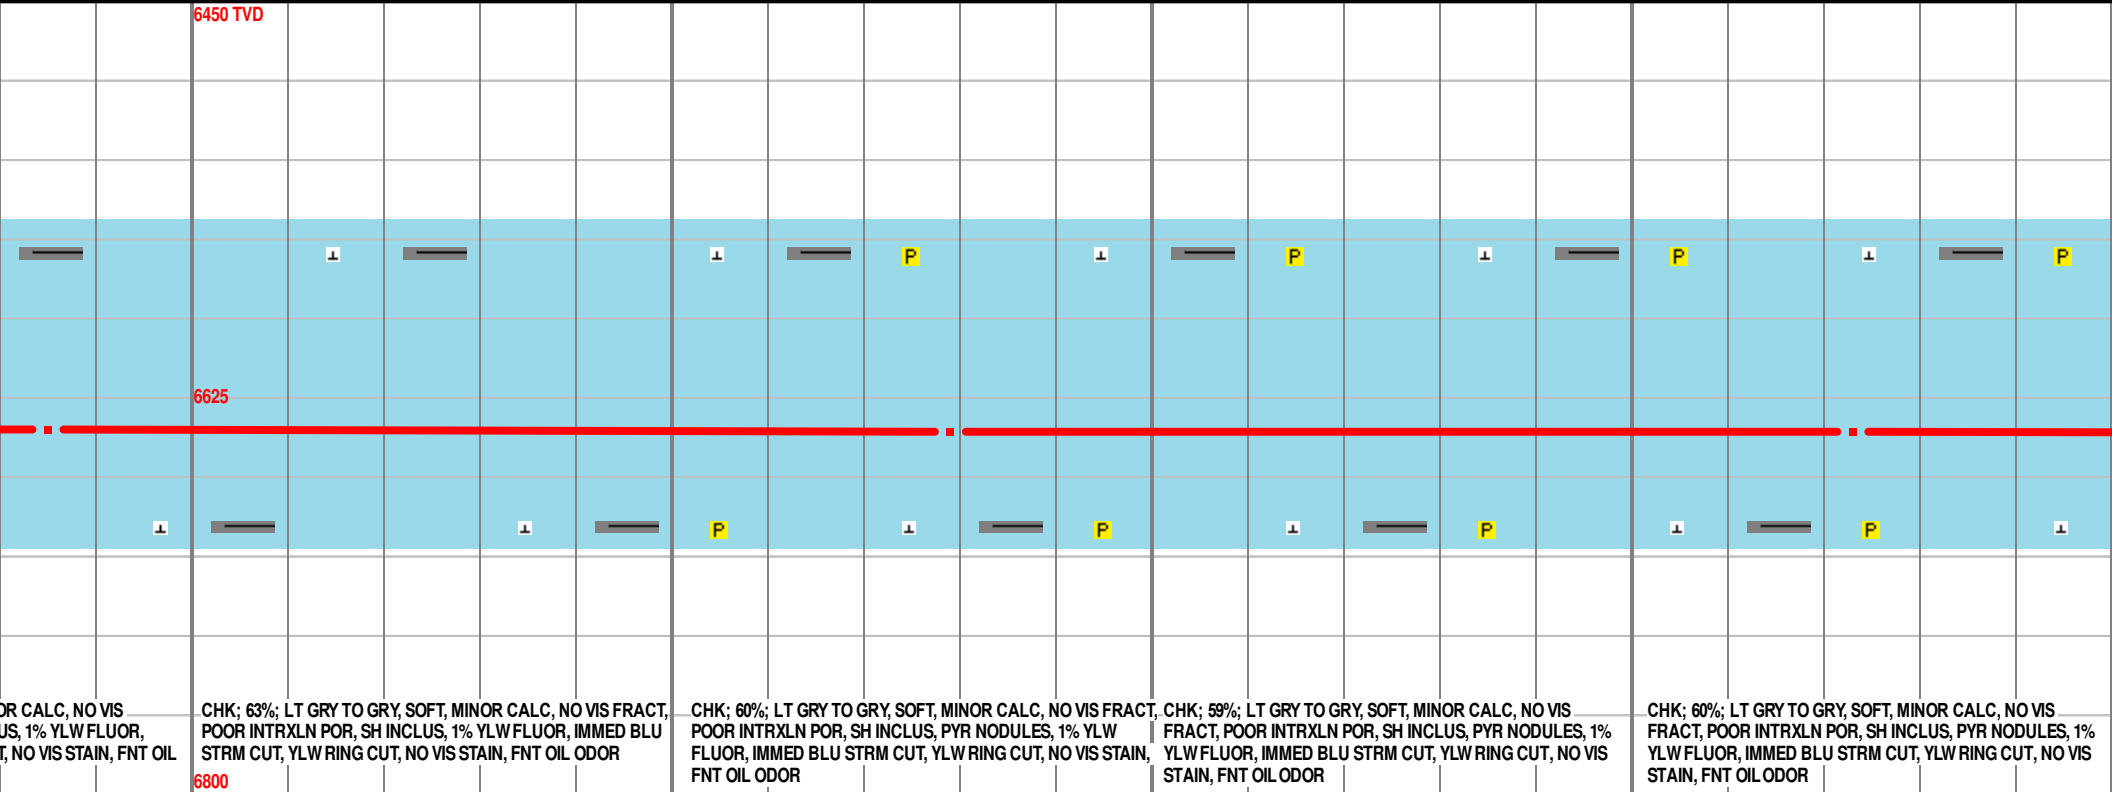 6450 TVD
P
P
P
P
6625
P
P
P
P
OR CALC, NO VIS
US, 1% YLW FLUOR,
T, NO VIS STAIN, FNT OIL
CHK; 63%; LT GRY TO GRY, SOFT, MINOR CALC, NO VIS FRACT,
POOR INTRXLN POR, SH INCLUS, 1% YLW FLUOR, IMMED BLU
STRM CUT, YLW RING CUT, NO VIS STAIN, FNT OIL ODOR
CHK; 60%; LT GRY TO GRY, SOFT, MINOR CALC, NO VIS FRACT,
POOR INTRXLN POR, SH INCLUS, PYR NODULES, 1% YLW
FLUOR, IMMED BLU STRM CUT, YLW RING CUT, NO VIS STAIN,
FNT OIL ODOR
CHK; 59%; LT GRY TO GRY, SOFT, MINOR CALC, NO VIS
FRACT, POOR INTRXLN POR, SH INCLUS, PYR NODULES, 1%
YLW FLUOR, IMMED BLU STRM CUT, YLW RING CUT, NO VIS
STAIN, FNT OIL ODOR
CHK; 60%; LT GRY TO GRY, SOFT, MINOR CALC, NO VIS
FRACT, POOR INTRXLN POR, SH INCLUS, PYR NODULES, 1%
YLW FLUOR, IMMED BLU STRM CUT, YLW RING CUT, NO VIS
STAIN, FNT OIL ODOR
6800